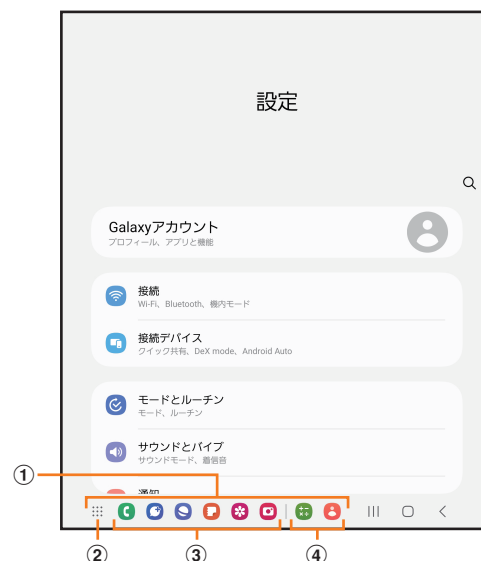 設定
Galaxyアカウント
プロフィール、アプリと機能
接続
Wi-Fi、Bluetooth、機内モード
接続デバイス
クイック共有、DeX mode、Android Auto
モードとルーチン
モード、ルーチン
サウンドとバイブ
サウンドモード、着信音
通知
①
② ③ ④